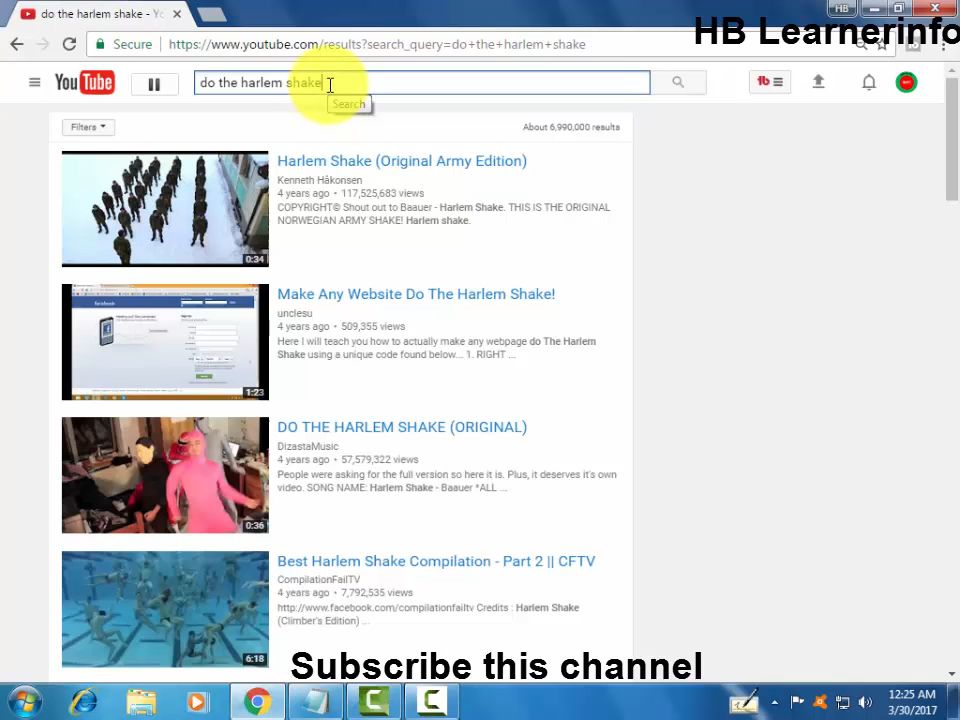 do the harlem shake - Yo
HB
HB Learnerinfo
Secure
https://www.youtube.com/results?search_query=do+the+harlem+shake
YouTube
do the harlem shake
Search
Filters
About 6,990,000 results
Harlem Shake (Original Army Edition)
Kenneth Håkonsen
4 years ago • 117,525,683 views
COPYRIGHT© Shout out to Baauer - Harlem Shake. THIS IS THE ORIGINAL
NORWEGIAN ARMY SHAKE! Harlem shake.
0:34
Make Any Website Do The Harlem Shake!
unclesu
4 years ago • 509,355 views
Here I will teach you how to actually make any webpage do The Harlem
Shake using a unique code found below... 1. RIGHT ...
facebook
1:23
DO THE HARLEM SHAKE (ORIGINAL)
DizastaMusic
4 years ago • 57,579,322 views
People were asking for the full version so here it is. Plus, it deserves it's own
video. SONG NAME: Harlem Shake - Baauer *ALL ...
0:36
Best Harlem Shake Compilation - Part 2 || CFTV
CompilationFailTV
4 years ago • 7,792,535 views
http://www.facebook.com/compilationfailtv Credits : Harlem Shake
(Climber's Edition) ...
6:18
Subscribe this channel
12:25 AM
3/30/2017